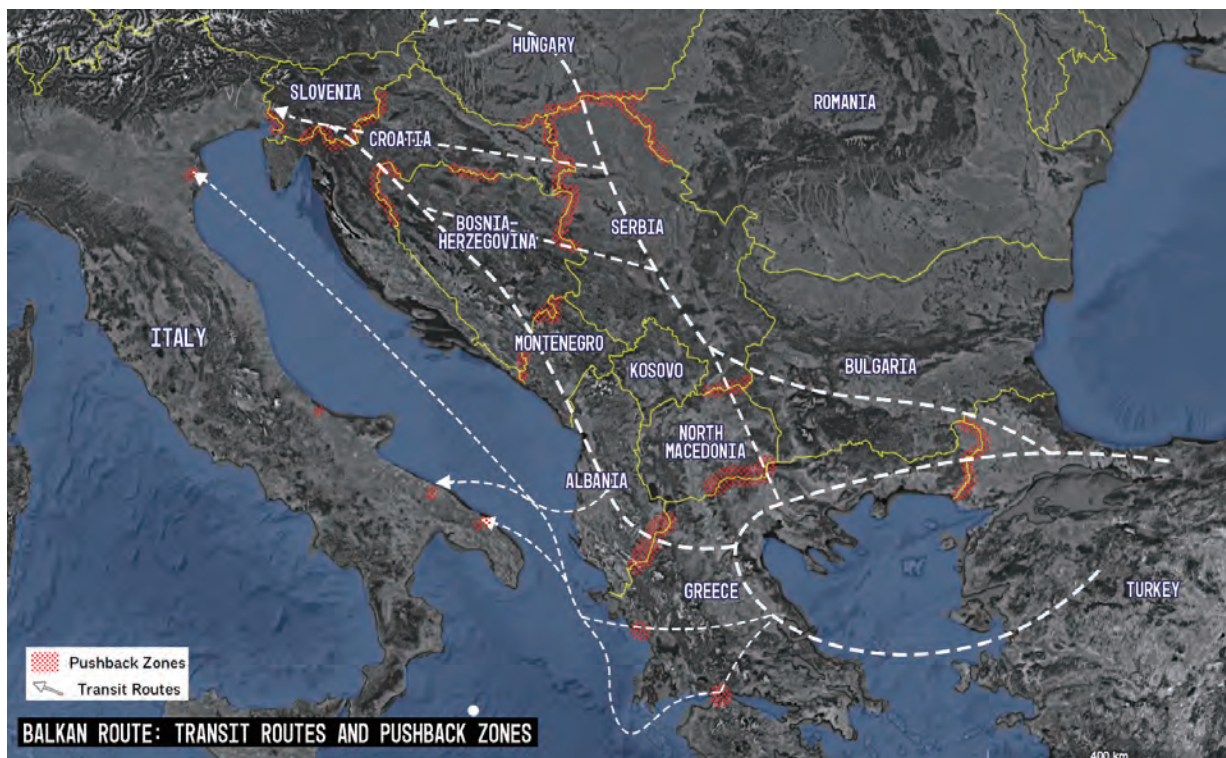 HUNGARY
SLOVENIA
ROMANIA
CROATIA
BOSNIA-
HERZEGOVINA
SERBIA
ITALY
MONTENEGRO
KOSOVO
BULGARIA
NORTH
MACEDONIA
ALBANIA
GREECE
TURKEY
Pushback Zones
Transit Routes
BALKAN ROUTE: TRANSIT ROUTES AND PUSHBACK ZONES
400 km